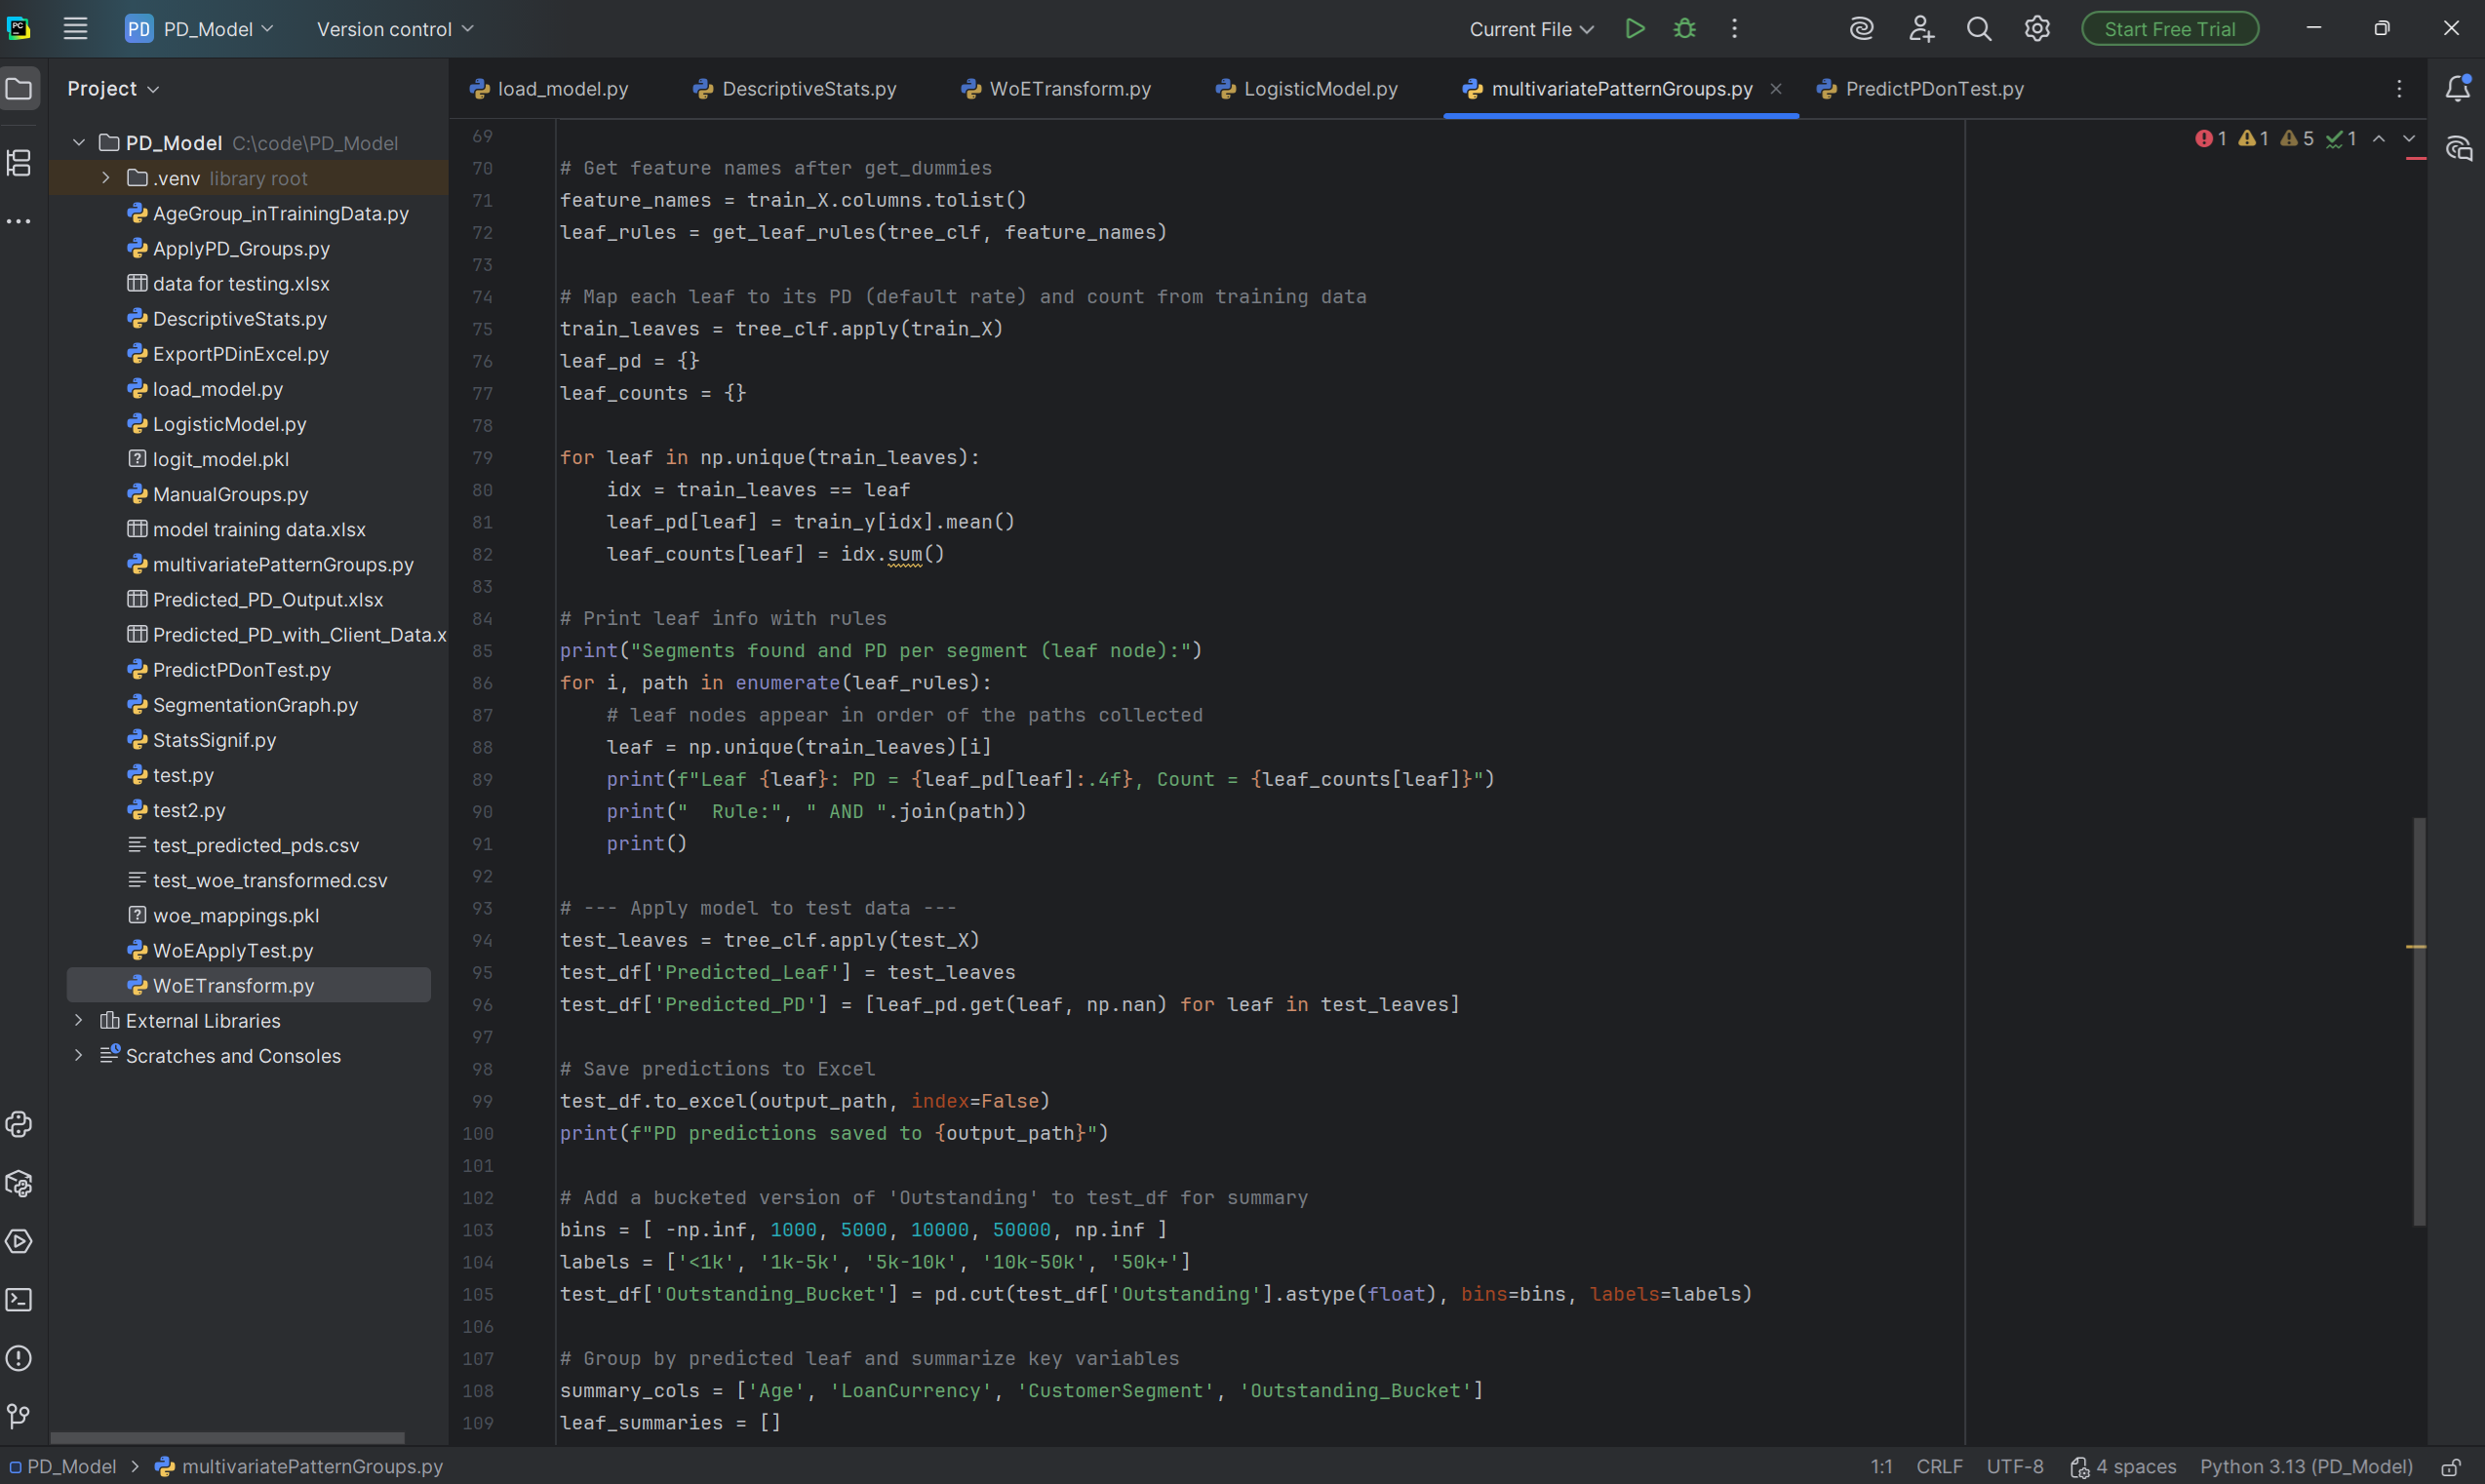 PC
PD PD_Model Version control Current File Start Free Trial
Project
load_model.py DescriptiveStats.py WoETransform.py LogisticModel.py multivariatePatternGroups.py PredictPDonTest.py
PD_Model C:\code\PD_Model
.venv library root
AgeGroup_inTrainingData.py
ApplyPD_Groups.py
data for testing.xlsx
DescriptiveStats.py
ExportPDinExcel.py
load_model.py
LogisticModel.py
logit_model.pkl
ManualGroups.py
model training data.xlsx
multivariatePatternGroups.py
Predicted_PD_Output.xlsx
Predicted_PD_with_Client_Data.x
PredictPDonTest.py
SegmentationGraph.py
StatsSignif.py
test.py
test2.py
test_predicted_pds.csv
test_woe_transformed.csv
woe_mappings.pkl
WoEApplyTest.py
WoETransform.py
External Libraries
Scratches and Consoles
1 1 5 1
69
70 # Get feature names after get_dummies
71 feature_names = train_X.columns.tolist()
72 leaf_rules = get_leaf_rules(tree_clf, feature_names)
73
74 # Map each leaf to its PD (default rate) and count from training data
75 train_leaves = tree_clf.apply(train_X)
76 leaf_pd = {}
77 leaf_counts = {}
78
79 for leaf in np.unique(train_leaves):
80     idx = train_leaves == leaf
81     leaf_pd[leaf] = train_y[idx].mean()
82     leaf_counts[leaf] = idx.sum()
83
84 # Print leaf info with rules
85 print("Segments found and PD per segment (leaf node):")
86 for i, path in enumerate(leaf_rules):
87     # leaf nodes appear in order of the paths collected
88     leaf = np.unique(train_leaves)[i]
89     print(f"Leaf {leaf}: PD = {leaf_pd[leaf]:.4f}, Count = {leaf_counts[leaf]}")
90     print("  Rule:", " AND ".join(path))
91     print()
92
93 # --- Apply model to test data ---
94 test_leaves = tree_clf.apply(test_X)
95 test_df['Predicted_Leaf'] = test_leaves
96 test_df['Predicted_PD'] = [leaf_pd.get(leaf, np.nan) for leaf in test_leaves]
97
98 # Save predictions to Excel
99 test_df.to_excel(output_path, index=False)
100 print(f"PD predictions saved to {output_path}")
101
102 # Add a bucketed version of 'Outstanding' to test_df for summary
103 bins = [ -np.inf, 1000, 5000, 10000, 50000, np.inf ]
104 labels = ['<1k', '1k-5k', '5k-10k', '10k-50k', '50k+']
105 test_df['Outstanding_Bucket'] = pd.cut(test_df['Outstanding'].astype(float), bins=bins, labels=labels)
106
107 # Group by predicted leaf and summarize key variables
108 summary_cols = ['Age', 'LoanCurrency', 'CustomerSegment', 'Outstanding_Bucket']
109 leaf_summaries = []
PD_Model > multivariatePatternGroups.py 1:1 CRLF UTF-8 4 spaces Python 3.13 (PD_Model)